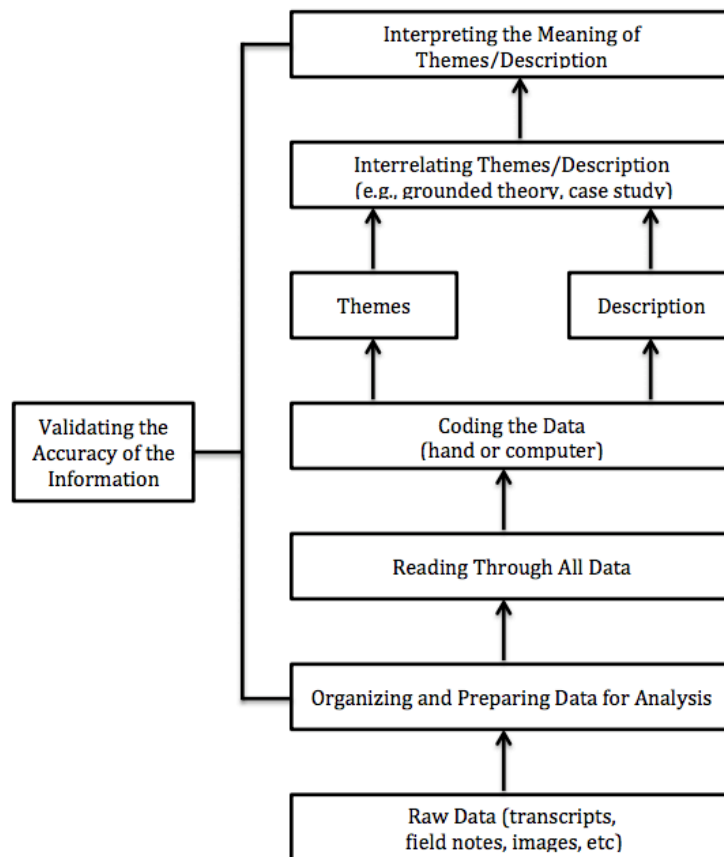 Interpreting the Meaning of
Themes/Description
Interrelating Themes/Description
(e.g., grounded theory, case study)
Themes
Description
Coding the Data
(hand or computer)
Validating the
Accuracy of the
Information
Reading Through All Data
Organizing and Preparing Data for Analysis
Raw Data (transcripts,
field notes, images, etc)